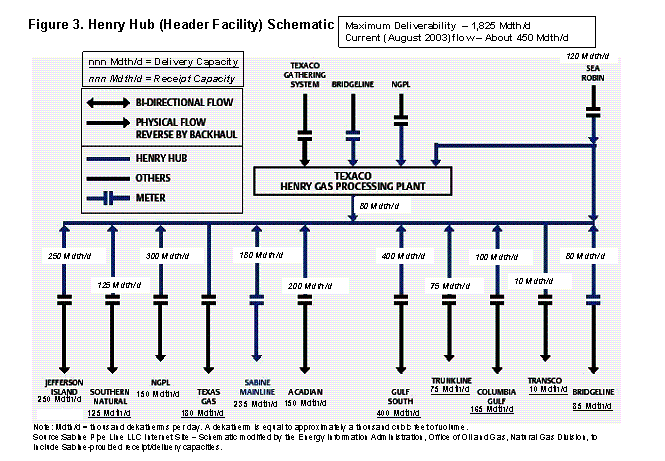 Figure 3. Henry Hub (Header Facility) Schematic
Maximum Deliverability – 1,825 Mdth/d
Current (August 2003) flow – About 450 Mdth/d
nnn Mdth/d = Delivery Capacity
nnn Mdth/d = Receipt Capacity
BI-DIRECTIONAL FLOW
PHYSICAL FLOW
REVERSE BY BACKHAUL
HENRY HUB
OTHERS
METER
TEXACO
GATHERING
SYSTEM
BRIDGELINE
NGPL
120 Mdth/d
SEA
ROBIN
TEXACO
HENRY GAS PROCESSING PLANT
80 Mdth/d
250 Mdth/d
125 Mdth/d
300 Mdth/d
180 Mdth/d
200 Mdth/d
400 Mdth/d
75 Mdth/d
100 Mdth/d
10 Mdth/d
80 Mdth/d
JEFFERSON
ISLAND
250 Mdth/d
SOUTHERN
NATURAL
125 Mdth/d
NGPL
150 Mdth/d
TEXAS
GAS
180 Mdth/d
SABINE
MAINLINE
235 Mdth/d
ACADIAN
150 Mdth/d
GULF
SOUTH
400 Mdth/d
TRUNKLINE
75 Mdth/d
COLUMBIA
GULF
165 Mdth/d
TRANSCO
10 Mdth/d
BRIDGELINE
85 Mdth/d
Note: Mdth/d = thousand dekatherms per day. A dekatherm is equal to approximately a thousand cubic feet of volume.
Source:Sabine Pipe Line LLC Internet Site – Schematic modified by the Energy Information Administration, Office of Oil and Gas, Natural Gas Division, to
include Sabine-provided receipt/delivery capacities.